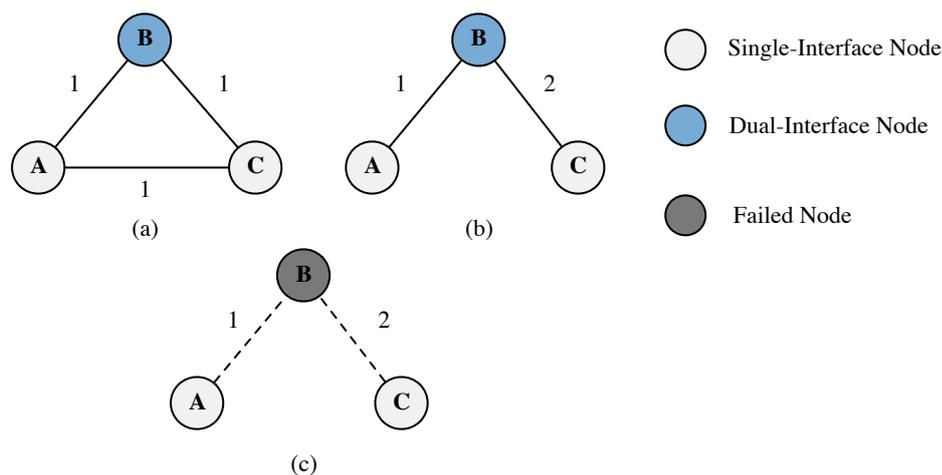 B
1
1
A
C
1
(a)
B
1
2
A
C
(b)
B
1
2
A
C
(c)
Single-Interface Node
Dual-Interface Node
Failed Node